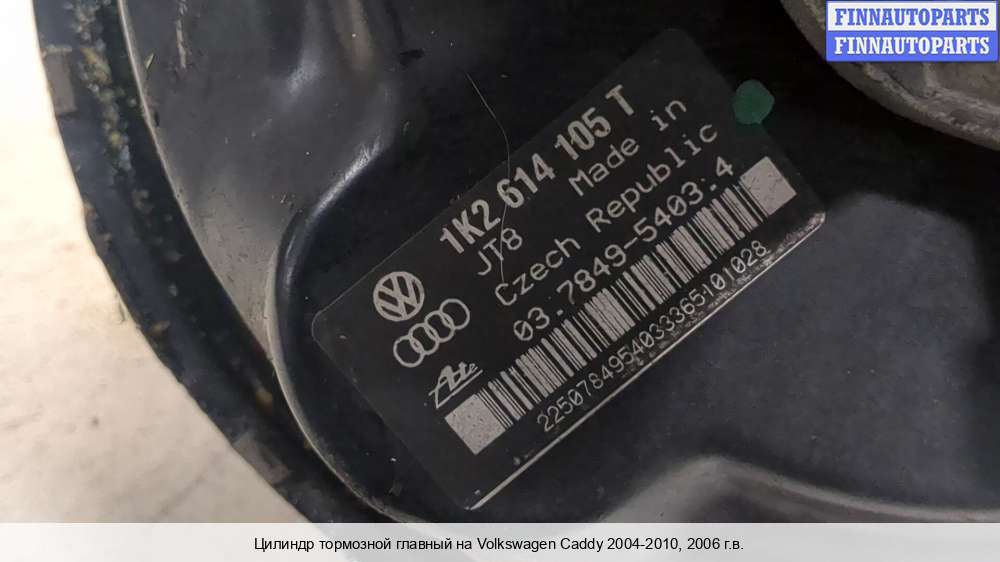 FINNAUTOPARTS
FINNAUTOPARTS
1K2 614 105 T
JT8 Made in
Czech Republic
03.7849-5403.4
Ate
2250784954033365101028
Цилиндр тормозной главный на Volkswagen Caddy 2004-2010, 2006 г.в.